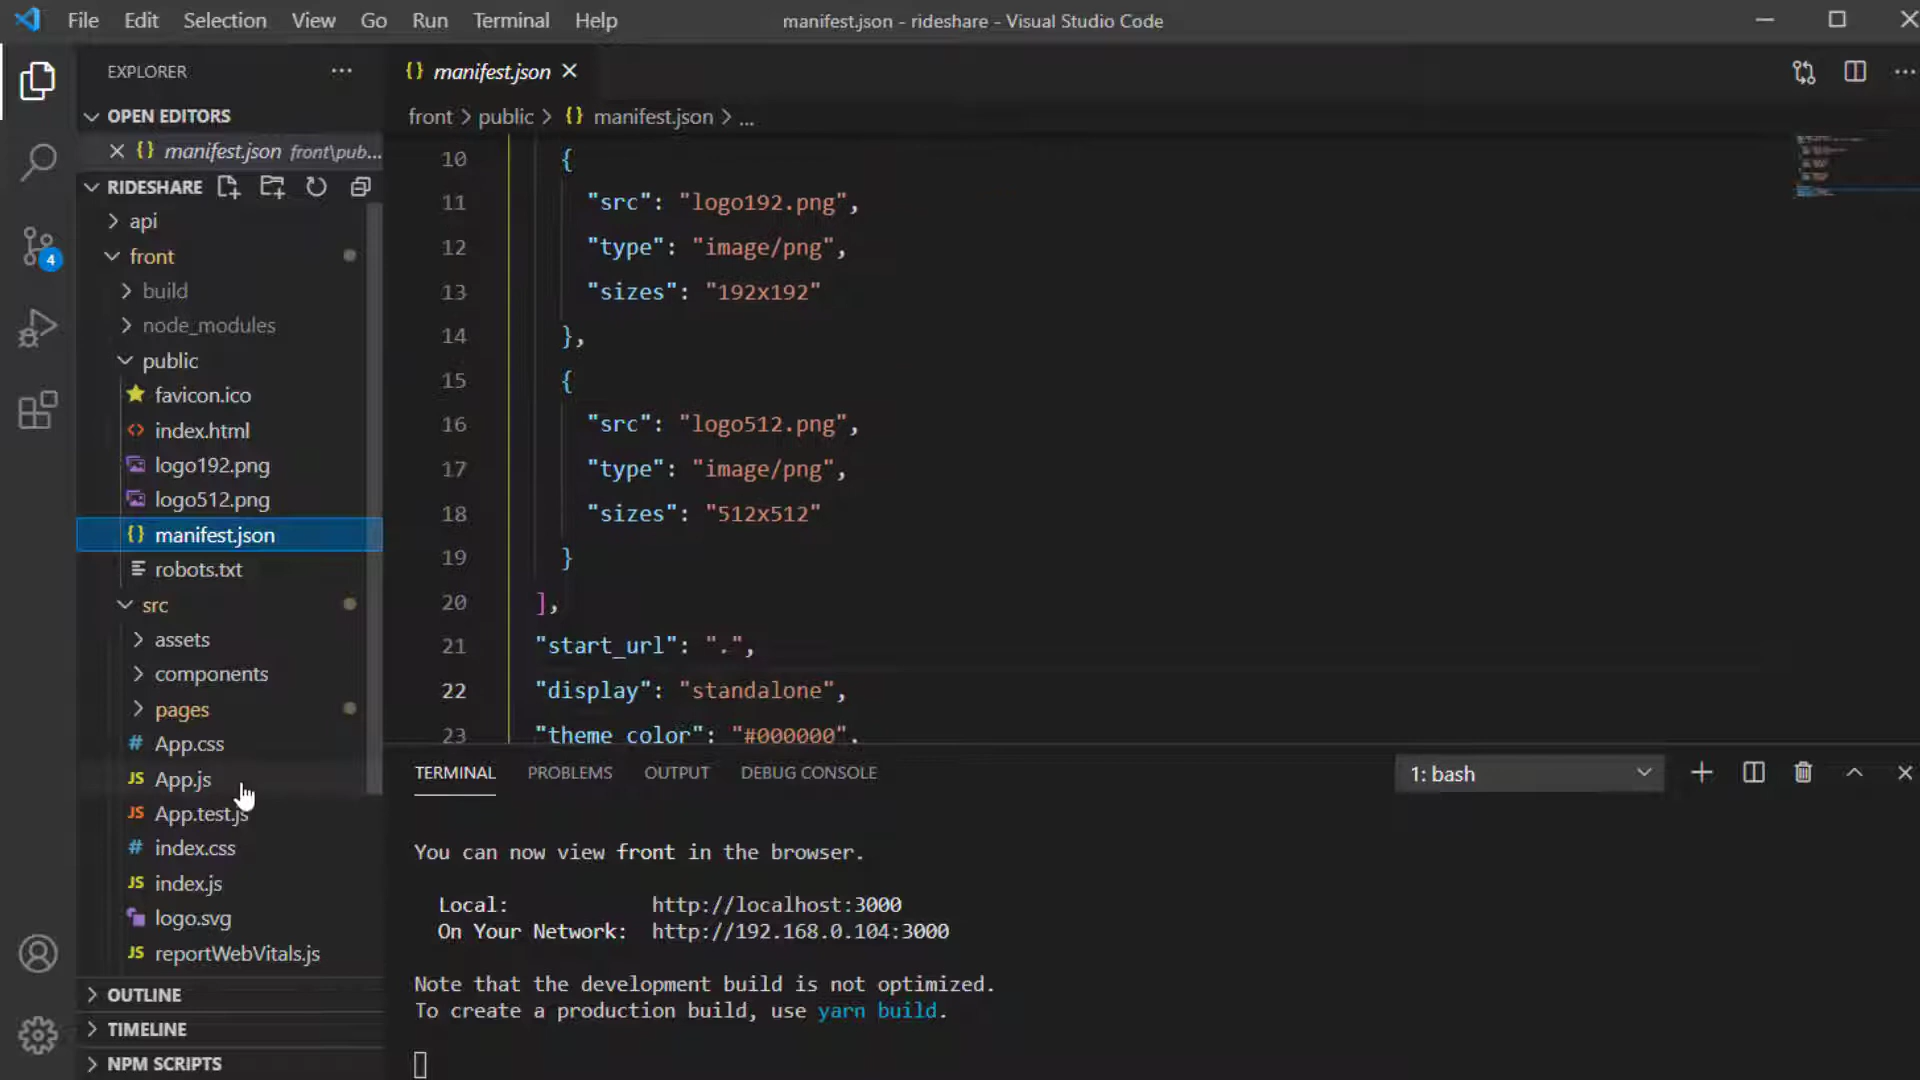 File Edit Selection View Go Run Terminal Help
manifest.json - rideshare - Visual Studio Code
EXPLORER
OPEN EDITORS
manifest.json front\pub...
RIDESHARE
api
front
build
node_modules
public
favicon.ico
index.html
logo192.png
logo512.png
manifest.json
robots.txt
src
assets
components
pages
App.css
App.js
App.test.js
index.css
index.js
logo.svg
reportWebVitals.js
OUTLINE
TIMELINE
NPM SCRIPTS
4
manifest.json
front > public > {} manifest.json > ...
10 {
11 "src": "logo192.png",
12 "type": "image/png",
13 "sizes": "192x192"
14 },
15 {
16 "src": "logo512.png",
17 "type": "image/png",
18 "sizes": "512x512"
19 }
20 ],
21 "start_url": ".",
22 "display": "standalone",
23 "theme_color": "#000000",
TERMINAL PROBLEMS OUTPUT DEBUG CONSOLE
1: bash
You can now view front in the browser.
Local: http://localhost:3000
On Your Network: http://192.168.0.104:3000
Note that the development build is not optimized.
To create a production build, use yarn build.